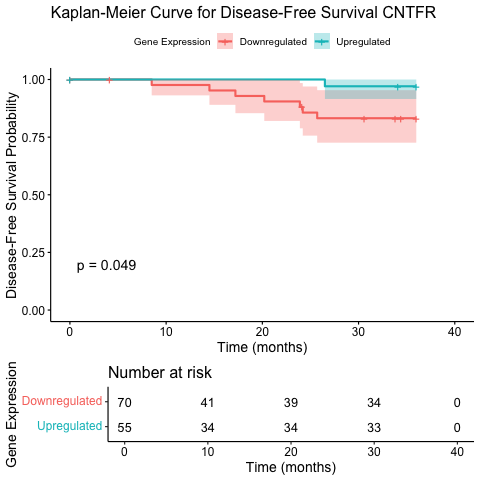 Kaplan-Meier Curve for Disease-Free Survival CNTFR
Gene Expression Downregulated Upregulated
Disease-Free Survival Probability
1.00
0.75
0.50
0.25
0.00
p = 0.049
0 10 20 30 40
Time (months)
Number at risk
Gene Expression
Downregulated 70 41 39 34 0
Upregulated 55 34 34 33 0
0 10 20 30 40
Time (months)